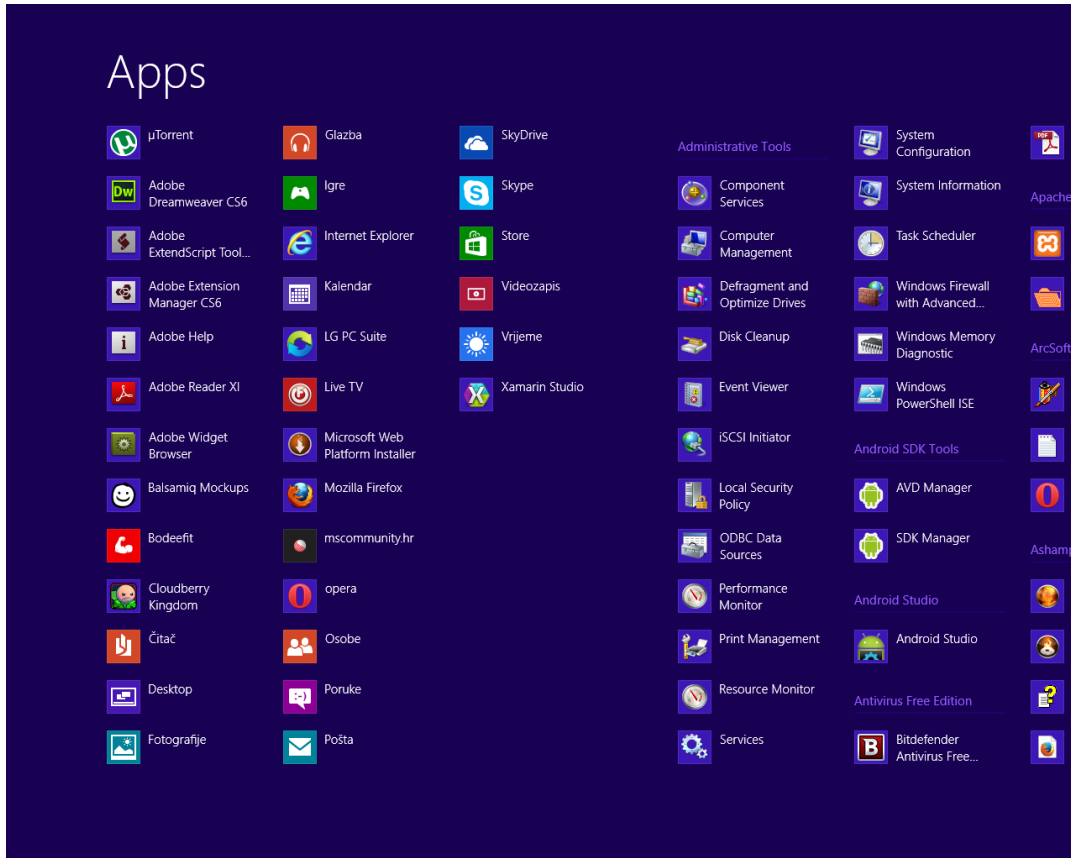 Apps
µTorrent
Adobe
Dreamweaver CS6
Adobe
ExtendScript Tool...
Adobe Extension
Manager CS6
Adobe Help
Adobe Reader XI
Adobe Widget
Browser
Balsamiq Mockups
Bodeefit
Cloudberry
Kingdom
Čitač
Desktop
Fotografije
Glazba
Igre
Internet Explorer
Kalendar
LG PC Suite
Live TV
Microsoft Web
Platform Installer
Mozilla Firefox
mscommunity.hr
opera
Osobe
Poruke
Pošta
SkyDrive
Skype
Store
Videozapis
Vrijeme
Xamarin Studio
Administrative Tools
Component
Services
Computer
Management
Defragment and
Optimize Drives
Disk Cleanup
Event Viewer
iSCSI Initiator
Local Security
Policy
ODBC Data
Sources
Performance
Monitor
Print Management
Resource Monitor
Services
System
Configuration
System Information
Task Scheduler
Windows Firewall
with Advanced...
Windows Memory
Diagnostic
Windows
PowerShell ISE
Android SDK Tools
AVD Manager
SDK Manager
Android Studio
Android Studio
Antivirus Free Edition
Bitdefender
Antivirus Free...
Apache
ArcSoft
Ashamp